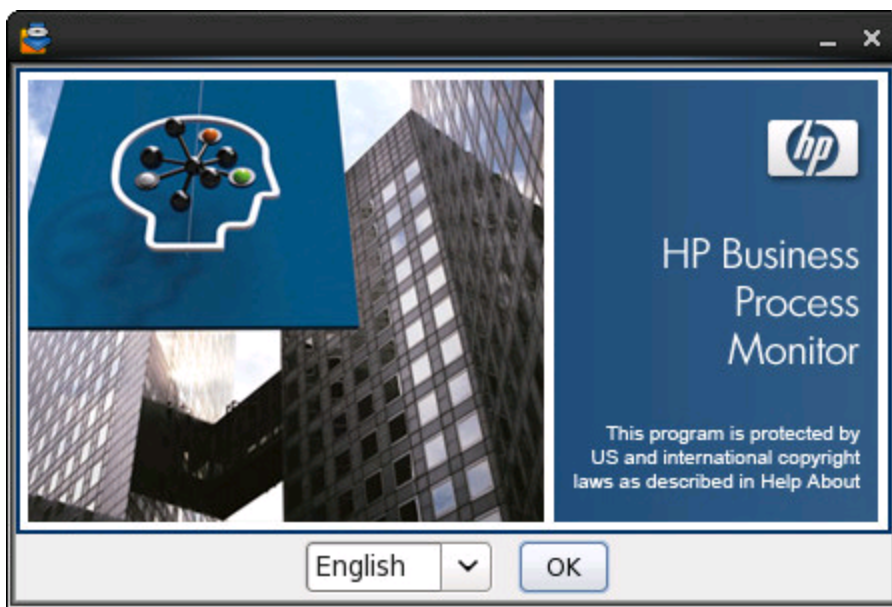 hp
HP Business
Process
Monitor
This program is protected by
US and international copyright
laws as described in Help About
English
OK